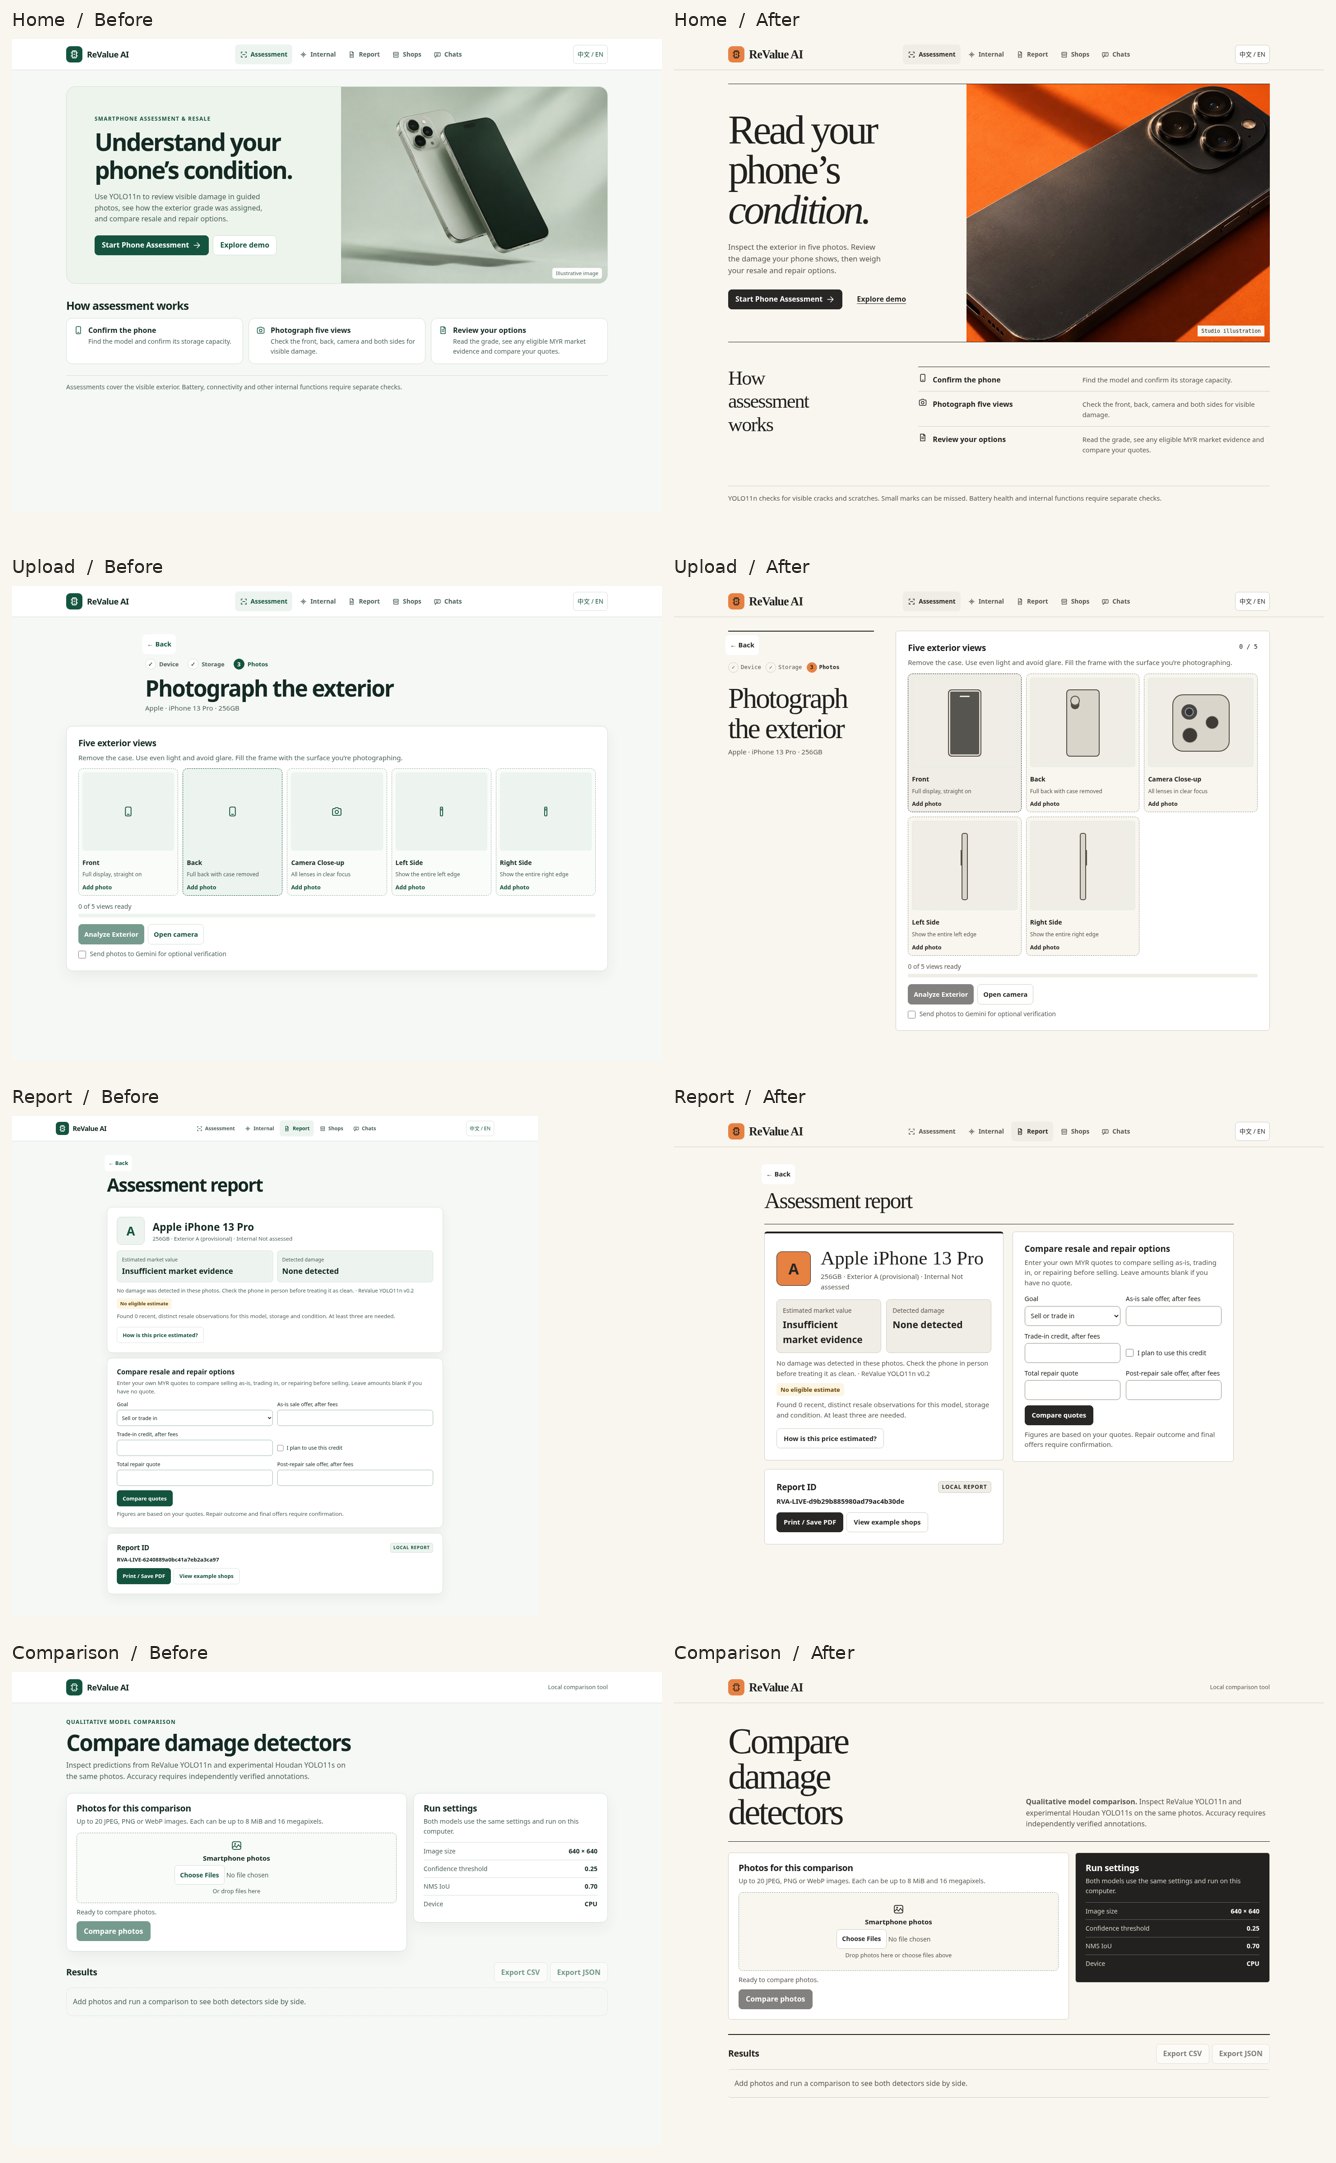 Home / Before
ReValue AI
Assessment
Internal
Report
Shops
Chats
中文 / EN
SMARTPHONE ASSESSMENT & RESALE
Understand your
phone's condition.
Use YOLO11n to review visible damage in guided
photos, see how the exterior grade was assigned,
and compare resale and repair options.
Start Phone Assessment →
Explore demo
Illustrative image
How assessment works
Confirm the phone
Find the model and confirm its storage capacity.
Photograph five views
Check the front, back, camera and both sides for
visible damage.
Review your options
Read the grade, see any eligible MYR market
evidence and compare your quotes.
Assessments cover the visible exterior. Battery, connectivity and other internal functions require separate checks.
Home / After
ReValue AI
Assessment
Internal
Report
Shops
Chats
中文 / EN
Read your
phone's
condition.
Inspect the exterior in five photos. Review
the damage your phone shows, then weigh
your resale and repair options.
Start Phone Assessment →
Explore demo
Studio illustration
How
assessment
works
Confirm the phone
Find the model and confirm its storage capacity.
Photograph five views
Check the front, back, camera and both sides for visible
damage.
Review your options
Read the grade, see any eligible MYR market evidence and
compare your quotes.
YOLO11n checks for visible cracks and scratches. Small marks can be missed. Battery health and internal functions require separate checks.
Upload / Before
ReValue AI
Assessment
Internal
Report
Shops
Chats
中文 / EN
← Back
✓ Device
✓ Storage
3 Photos
Photograph the exterior
Apple · iPhone 13 Pro · 256GB
Five exterior views
Remove the case. Use even light and avoid glare. Fill the frame with the surface you're photographing.
Front
Full display, straight on
Add photo
Back
Full back with case removed
Add photo
Camera Close-up
All lenses in clear focus
Add photo
Left Side
Show the entire left edge
Add photo
Right Side
Show the entire right edge
Add photo
0 of 5 views ready
Analyze Exterior
Open camera
Send photos to Gemini for optional verification
Upload / After
ReValue AI
Assessment
Internal
Report
Shops
Chats
中文 / EN
← Back
✓ Device
✓ Storage
3 Photos
Photograph
the exterior
Apple · iPhone 13 Pro · 256GB
Five exterior views
0 / 5
Remove the case. Use even light and avoid glare. Fill the frame with the surface you're photographing.
Front
Full display, straight on
Add photo
Back
Full back with case removed
Add photo
Camera Close-up
All lenses in clear focus
Add photo
Left Side
Show the entire left edge
Add photo
Right Side
Show the entire right edge
Add photo
0 of 5 views ready
Analyze Exterior
Open camera
Send photos to Gemini for optional verification
Report / Before
ReValue AI
Assessment
Internal
Report
Shops
Chats
中文 / EN
← Back
Assessment report
A
Apple iPhone 13 Pro
256GB · Exterior A (provisional) · Internal Not assessed
Estimated market value
Insufficient market evidence
Detected damage
None detected
No damage was detected in these photos. Check the phone in person before treating it as clean. · ReValue YOLO11n v0.2
No eligible estimate
Found 0 recent, distinct resale observations for this model, storage and condition. At least three are needed.
How is this price estimated?
Compare resale and repair options
Enter your own MYR quotes to compare selling as-is, trading in, or repairing before selling. Leave amounts blank if you
have no quote.
Goal
Sell or trade in
As-is sale offer, after fees
Trade-in credit, after fees
I plan to use this credit
Total repair quote
Post-repair sale offer, after fees
Compare quotes
Figures are based on your quotes. Repair outcome and final offers require confirmation.
Report ID
LOCAL REPORT
RVA-LIVE-6240889a0bc41a7eb2a3ca97
Print / Save PDF
View example shops
Report / After
ReValue AI
Assessment
Internal
Report
Shops
Chats
中文 / EN
← Back
Assessment report
A
Apple iPhone 13 Pro
256GB · Exterior A (provisional) · Internal Not
assessed
Estimated market value
Insufficient
market evidence
Detected damage
None detected
No damage was detected in these photos. Check the phone in person
before treating it as clean. · ReValue YOLO11n v0.2
No eligible estimate
Found 0 recent, distinct resale observations for this model, storage
and condition. At least three are needed.
How is this price estimated?
Report ID
LOCAL REPORT
RVA-LIVE-d9b29b885980ad79ac4b30de
Print / Save PDF
View example shops
Compare resale and repair options
Enter your own MYR quotes to compare selling as-is, trading
in, or repairing before selling. Leave amounts blank if you
have no quote.
Goal
Sell or trade in
As-is sale offer, after fees
Trade-in credit, after fees
I plan to use this credit
Total repair quote
Post-repair sale offer, after fees
Compare quotes
Figures are based on your quotes. Repair outcome and final
offers require confirmation.
Comparison / Before
ReValue AI
Local comparison tool
QUALITATIVE MODEL COMPARISON
Compare damage detectors
Inspect predictions from ReValue YOLO11n and experimental Houdan YOLO11s on
the same photos. Accuracy requires independently verified annotations.
Photos for this comparison
Up to 20 JPEG, PNG or WebP images. Each can be up to 8 MiB and 16 megapixels.
Smartphone photos
Choose Files No file chosen
Or drop files here
Ready to compare photos.
Compare photos
Run settings
Both models use the same settings and run on this
computer.
Image size 640 × 640
Confidence threshold 0.25
NMS IoU 0.70
Device CPU
Results
Export CSV
Export JSON
Add photos and run a comparison to see both detectors side by side.
Comparison / After
ReValue AI
Local comparison tool
Compare
damage
detectors
Qualitative model comparison. Inspect ReValue YOLO11n and
experimental Houdan YOLO11s on the same photos. Accuracy requires
independently verified annotations.
Photos for this comparison
Up to 20 JPEG, PNG or WebP images. Each can be up to 8 MiB and 16 megapixels.
Smartphone photos
Choose Files No file chosen
Drop photos here or choose files above
Ready to compare photos.
Compare photos
Run settings
Both models use the same settings and run on this
computer.
Image size 640 × 640
Confidence threshold 0.25
NMS IoU 0.70
Device CPU
Results
Export CSV
Export JSON
Add photos and run a comparison to see both detectors side by side.